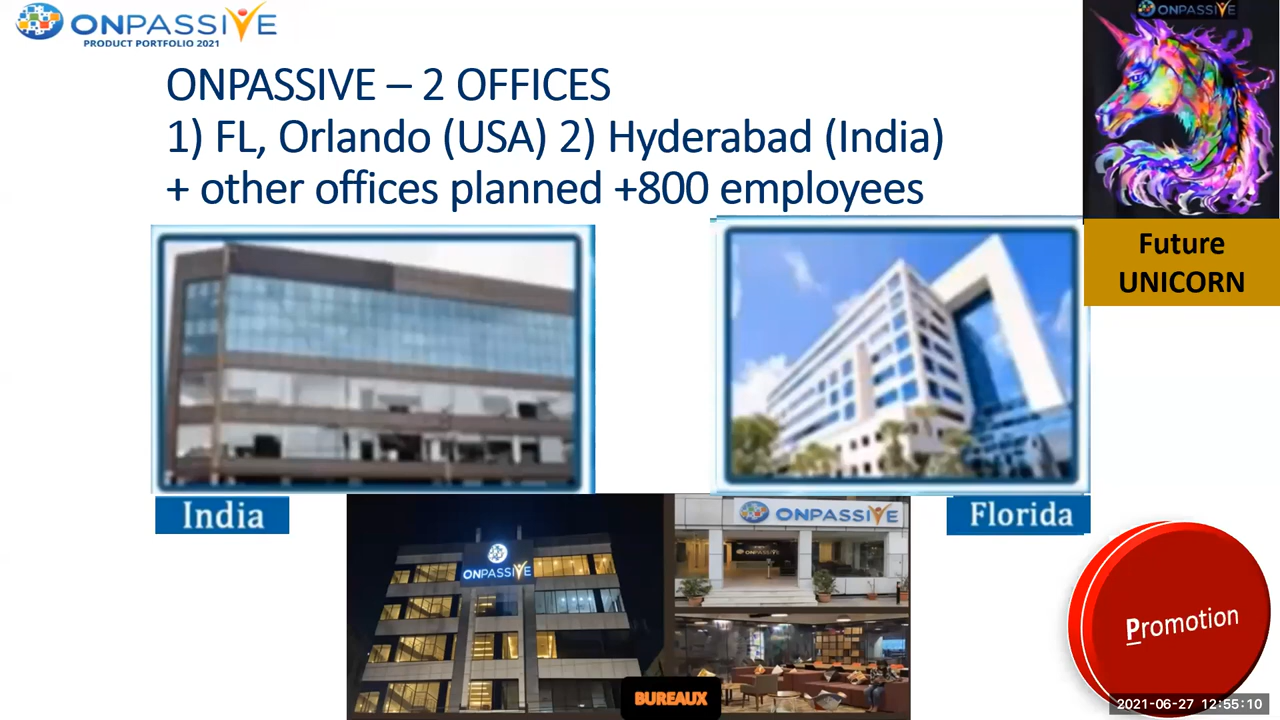 ONPASSIVE
PRODUCT PORTFOLIO 2021
ONPASSIVE
ONPASSIVE – 2 OFFICES
1) FL, Orlando (USA) 2) Hyderabad (India)
+ other offices planned +800 employees
Future
UNICORN
India
Florida
ONPASSIVE
ONPASSIVE
ONPASSIVE
Promotion
BUREAUX
2021-06-27 12:55:10